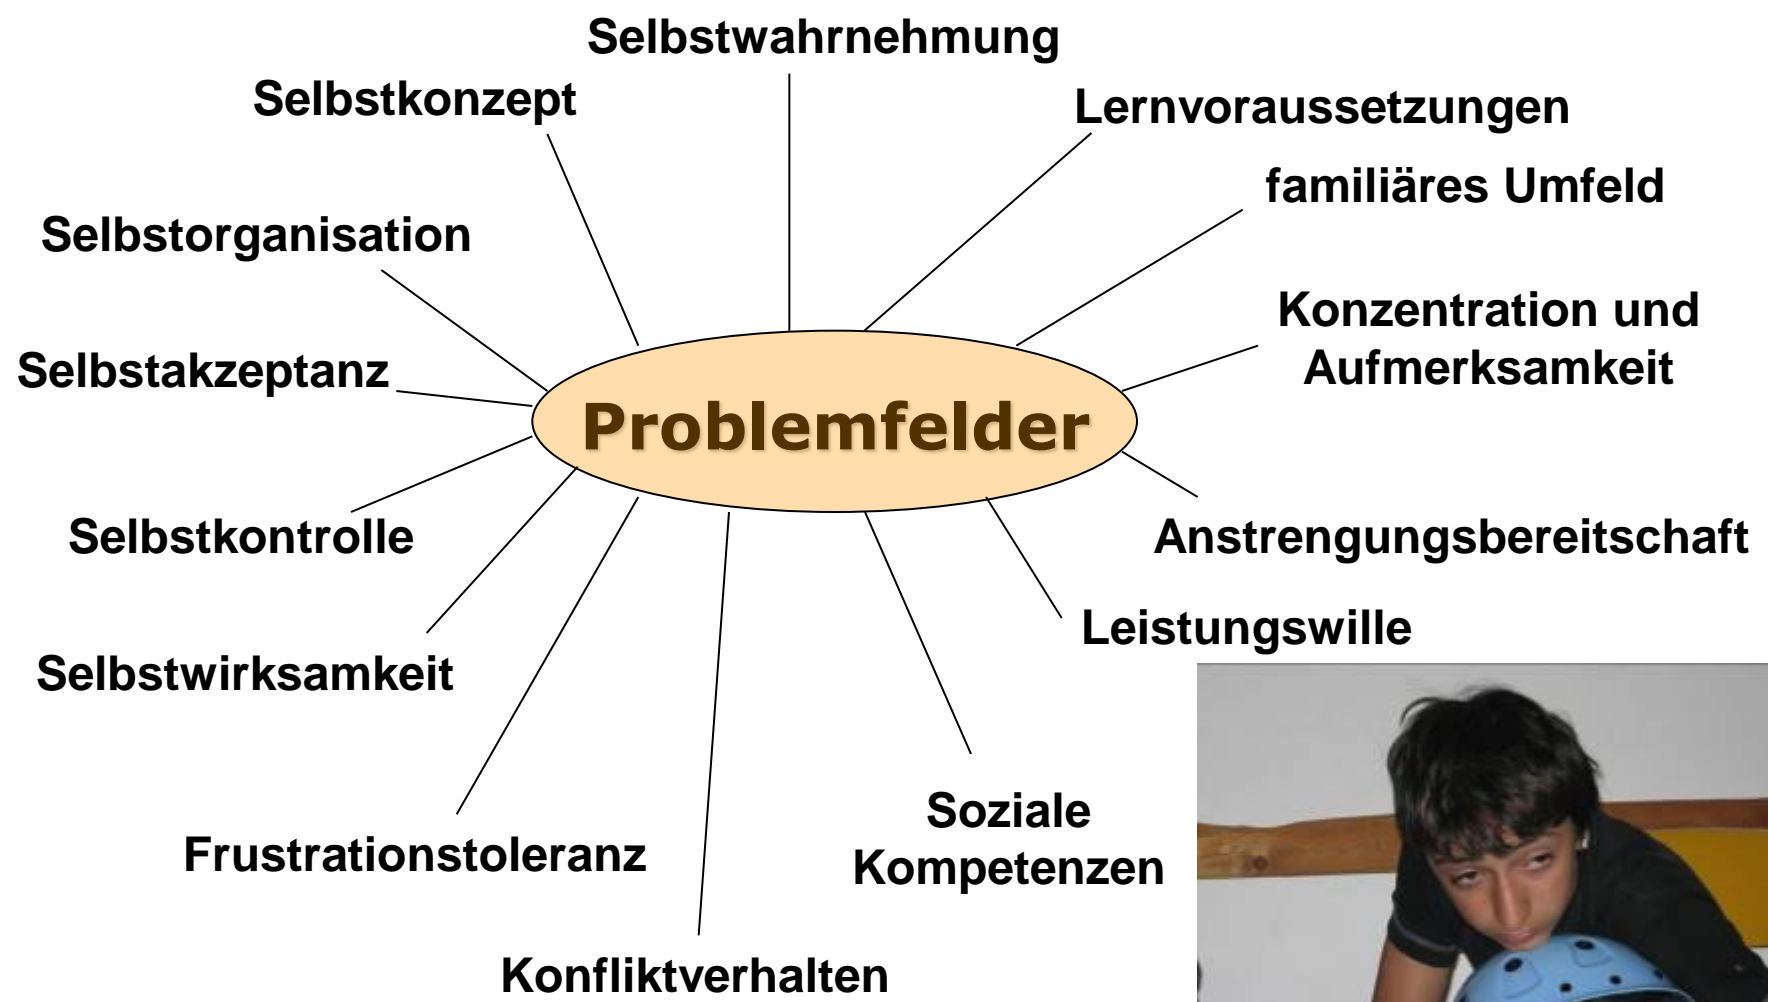 Selbstwahrnehmung
Selbstkonzept
Lernvoraussetzungen
familiäres Umfeld
Selbstorganisation
Konzentration und
Aufmerksamkeit
Selbstakzeptanz
Problemfelder
Selbstkontrolle
Anstrengungsbereitschaft
Leistungswille
Selbstwirksamkeit
Soziale
Kompetenzen
Frustrationstoleranz
Konfliktverhalten